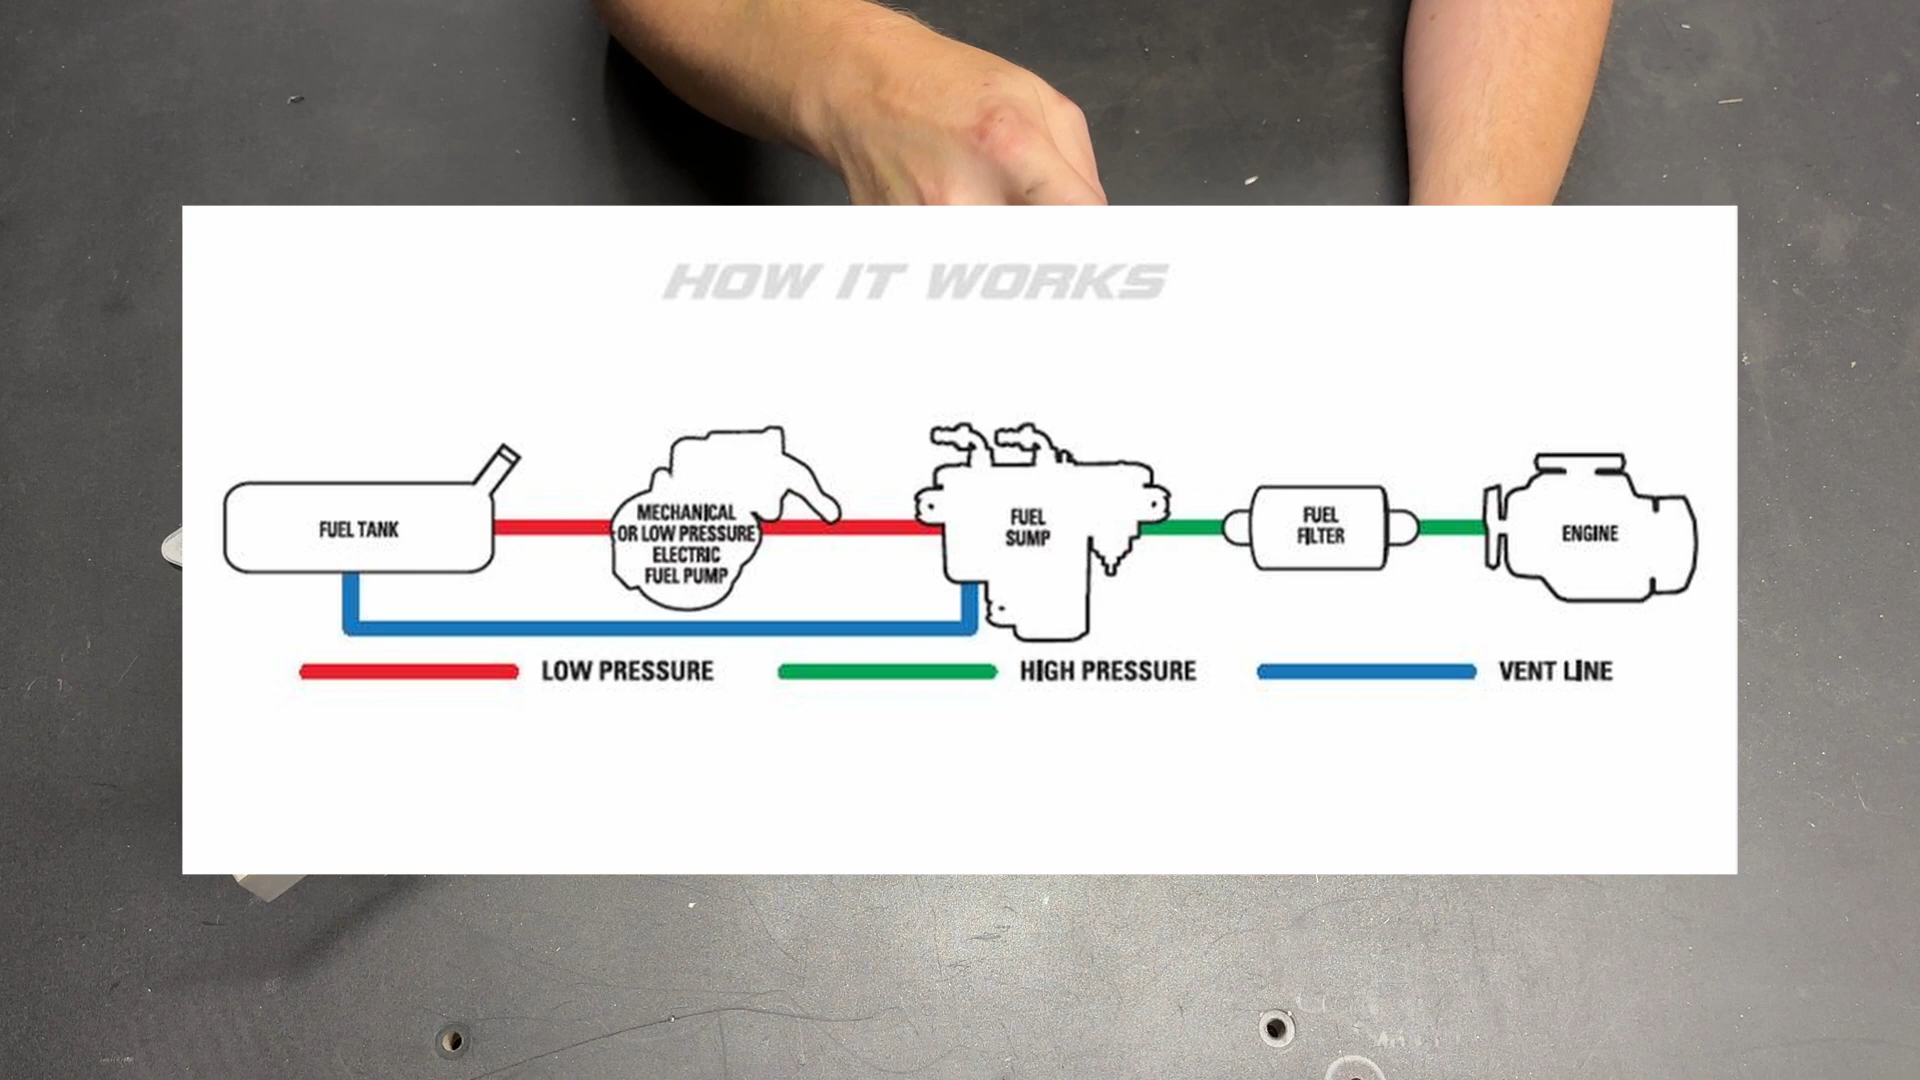 HOW IT WORKS
FUEL TANK
MECHANICAL
OR LOW PRESSURE
ELECTRIC
FUEL PUMP
FUEL
SUMP
FUEL
FILTER
ENGINE
LOW PRESSURE
HIGH PRESSURE
VENT LINE